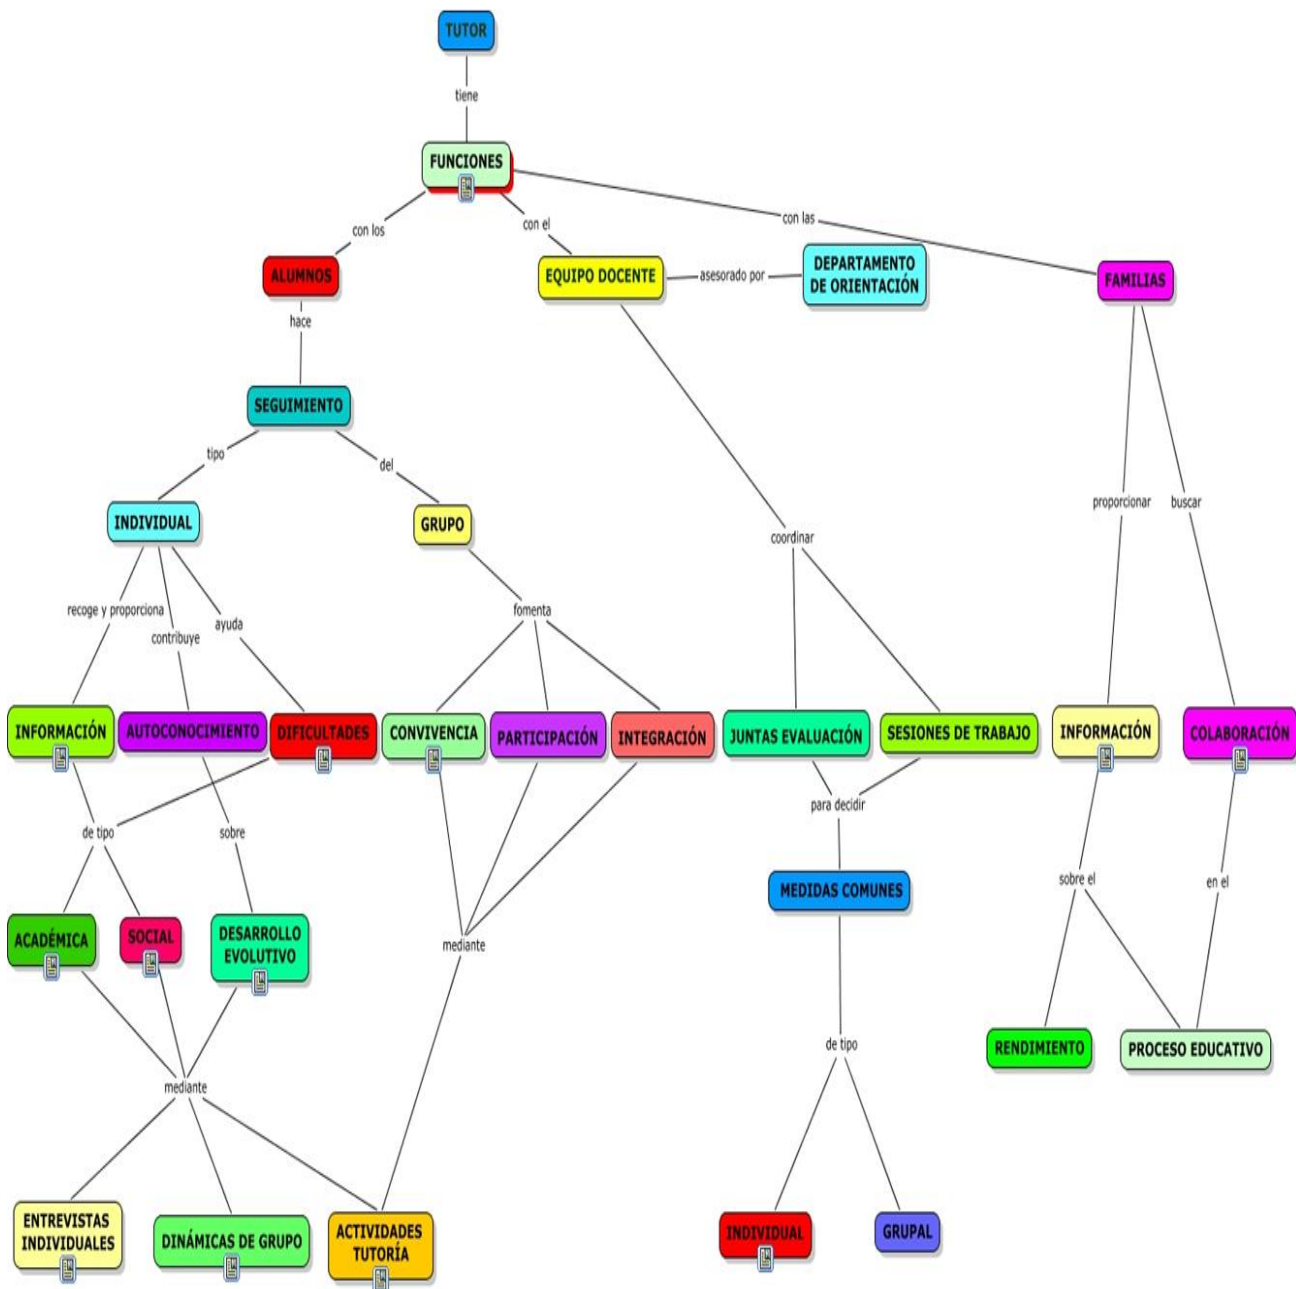 TUTOR
tiene
FUNCIONES
con los
con el
con las
ALUMNOS
EQUIPO DOCENTE
asesorado por
DEPARTAMENTO
DE ORIENTACIÓN
FAMILIAS
hace
SEGUIMIENTO
tipo
del
INDIVIDUAL
GRUPO
proporcionar
buscar
coordinar
recoge y proporciona
contribuye
ayuda
fomenta
INFORMACIÓN
AUTOCONOCIMIENTO
DIFICULTADES
CONVIVENCIA
PARTICIPACIÓN
INTEGRACIÓN
JUNTAS EVALUACIÓN
SESIONES DE TRABAJO
INFORMACIÓN
COLABORACIÓN
de tipo
sobre
para decidir
sobre el
en el
MEDIDAS COMUNES
ACADÉMICA
SOCIAL
DESARROLLO
EVOLUTIVO
mediante
de tipo
RENDIMIENTO
PROCESO EDUCATIVO
mediante
ENTREVISTAS
INDIVIDUALES
DINÁMICAS DE GRUPO
ACTIVIDADES
TUTORÍA
INDIVIDUAL
GRUPAL